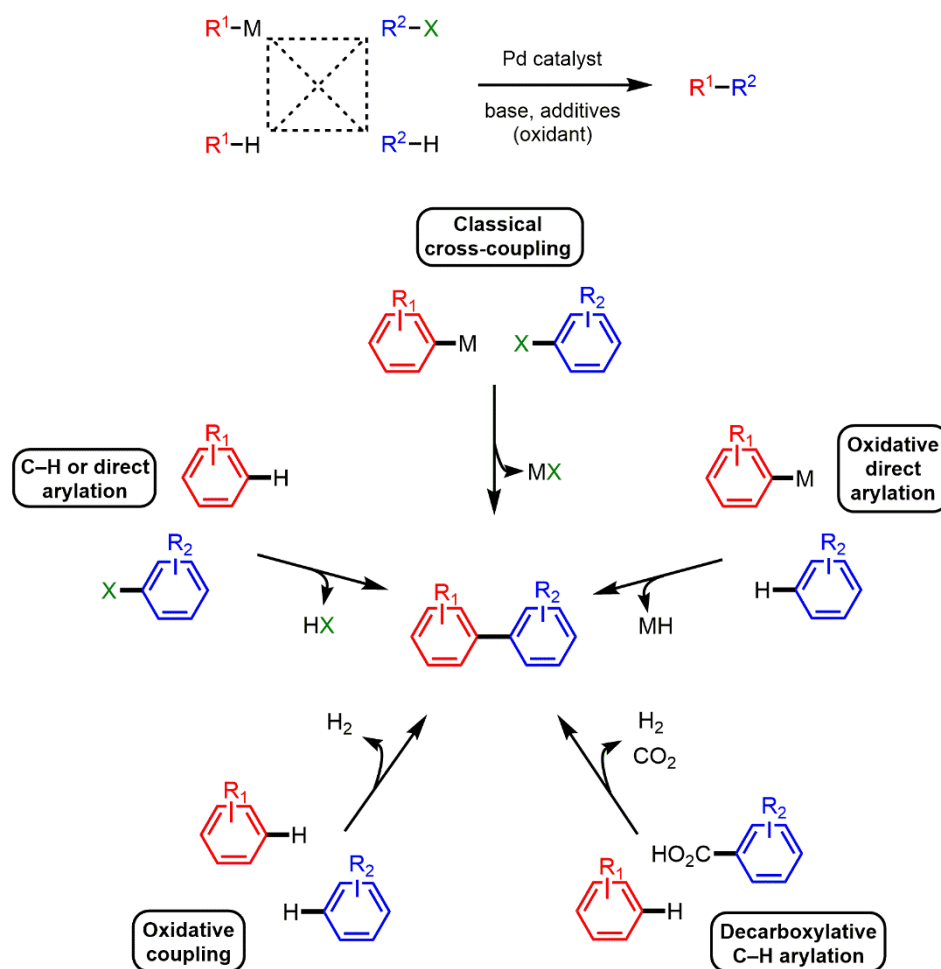 R¹–M
R²–X
Pd catalyst
base, additives
(oxidant)
R¹–R²
R¹–H
R²–H
Classical
cross-coupling
R₁
M
X
R₂
MX
C–H or direct
arylation
R₁
H
X
R₂
HX
Oxidative
direct
arylation
R₁
M
H
R₂
MH
R₁
R₂
H₂
R₁
H
H
R₂
Oxidative
coupling
H₂
CO₂
HO₂C
R₂
R₁
H
Decarboxylative
C–H arylation